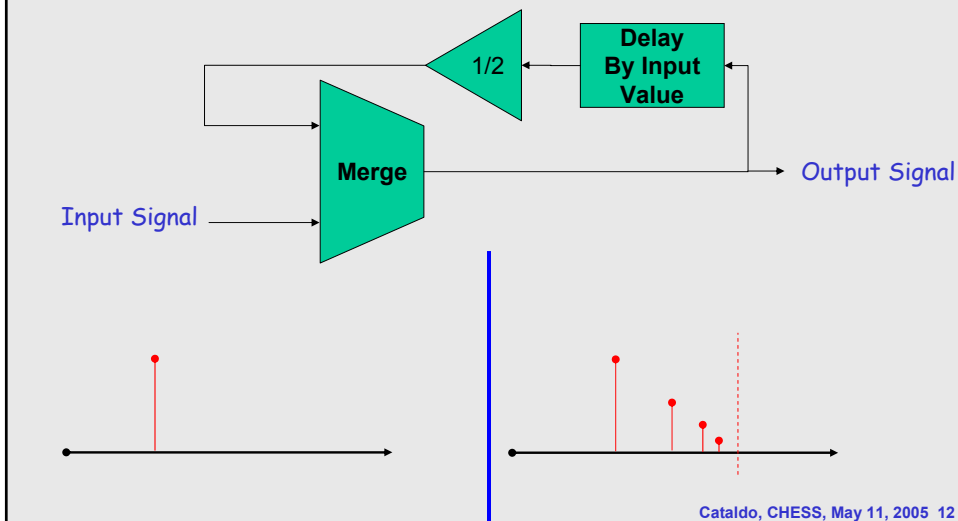 1/2
Delay
By Input
Value
Merge
Output Signal
Input Signal
Cataldo, CHESS, May 11, 2005 12